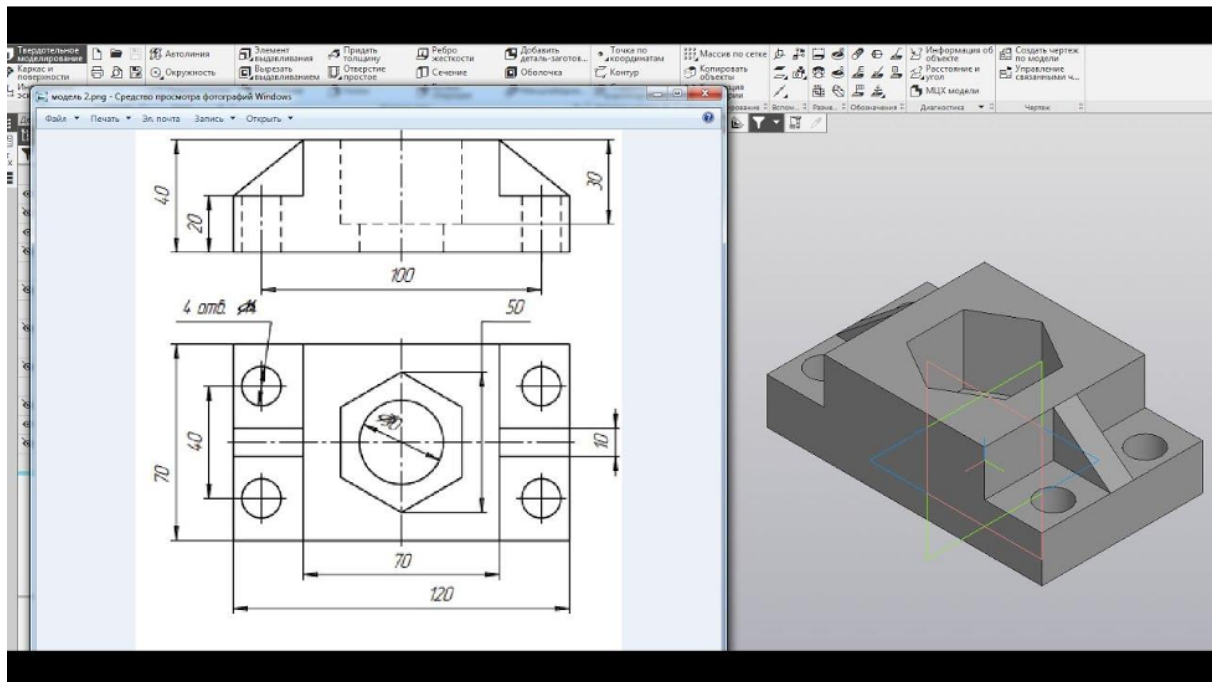 Твердотельное моделирование
Автолиния
Элемент выдавливания
Придать толщину
Ребро жесткости
Добавить деталь-заготов...
Точка по координатам
Массив по сетке
Информация об объекте
Создать чертеж по модели
Каркас и поверхности
Окружность
Вырезать выдавливанием
Отверстие простое
Сечение
Оболочка
Контур
Копировать объекты
Расстояние и угол
Управление связанными ч...
МЦХ модели
Вспом...
Разме...
Обозначения
Диагностика
Чертеж
модель 2.png - Средство просмотра фотографий Windows
Файл
Печать
Эл. почта
Запись
Открыть
40
20
30
100
4 отв.
50
70
40
10
70
120